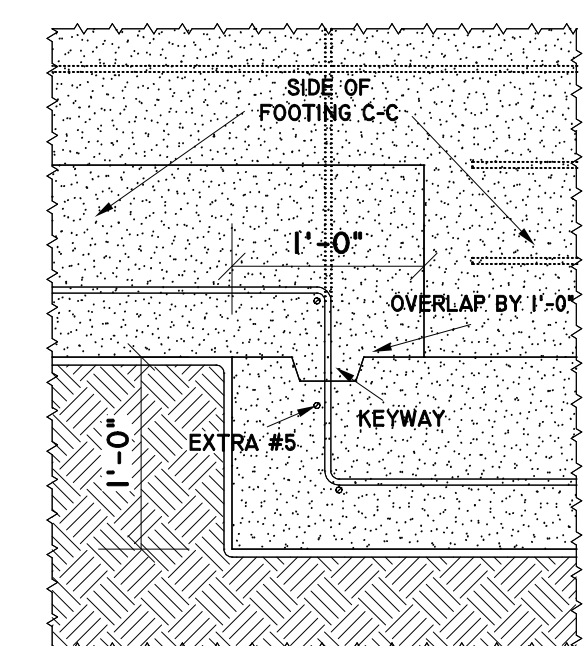 SIDE OF
FOOTING C-C
1'-0"
OVERLAP BY 1'-0"
KEYWAY
1'-0"
EXTRA #5